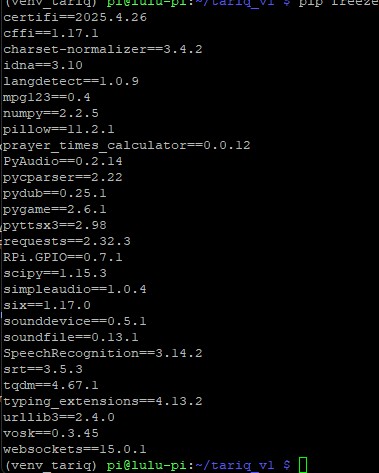 (venv_tariq) pi@lulu-pi:~/tariq_v1 $ pip freeze
certifi==2025.4.26
cffi==1.17.1
charset-normalizer==3.4.2
idna==3.10
langdetect==1.0.9
mpg123==0.4
numpy==2.2.5
pillow==11.2.1
prayer_times_calculator==0.0.12
PyAudio==0.2.14
pycparser==2.22
pydub==0.25.1
pygame==2.6.1
pyttsx3==2.98
requests==2.32.3
RPi.GPIO==0.7.1
scipy==1.15.3
simpleaudio==1.0.4
six==1.17.0
sounddevice==0.5.1
soundfile==0.13.1
SpeechRecognition==3.14.2
srt==3.5.3
tqdm==4.67.1
typing_extensions==4.13.2
urllib3==2.4.0
vosk==0.3.45
websockets==15.0.1
(venv_tariq) pi@lulu-pi:~/tariq_v1 $